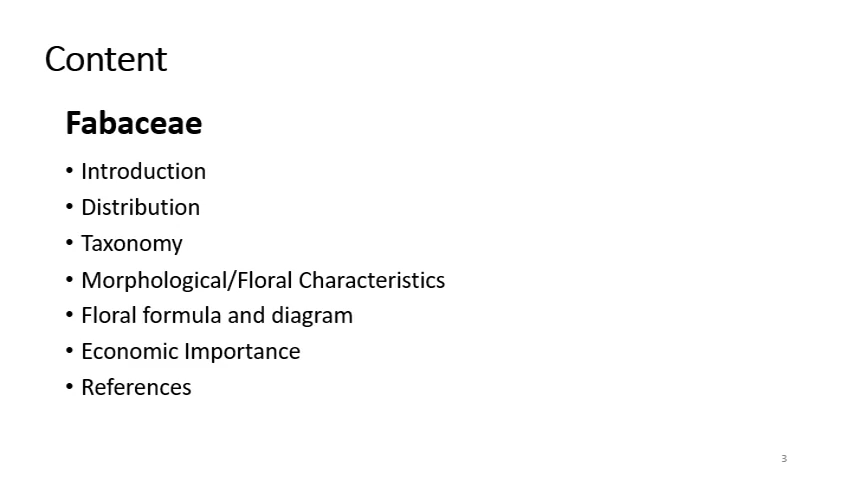 Content
Fabaceae
• Introduction
• Distribution
• Taxonomy
• Morphological/Floral Characteristics
• Floral formula and diagram
• Economic Importance
• References
3